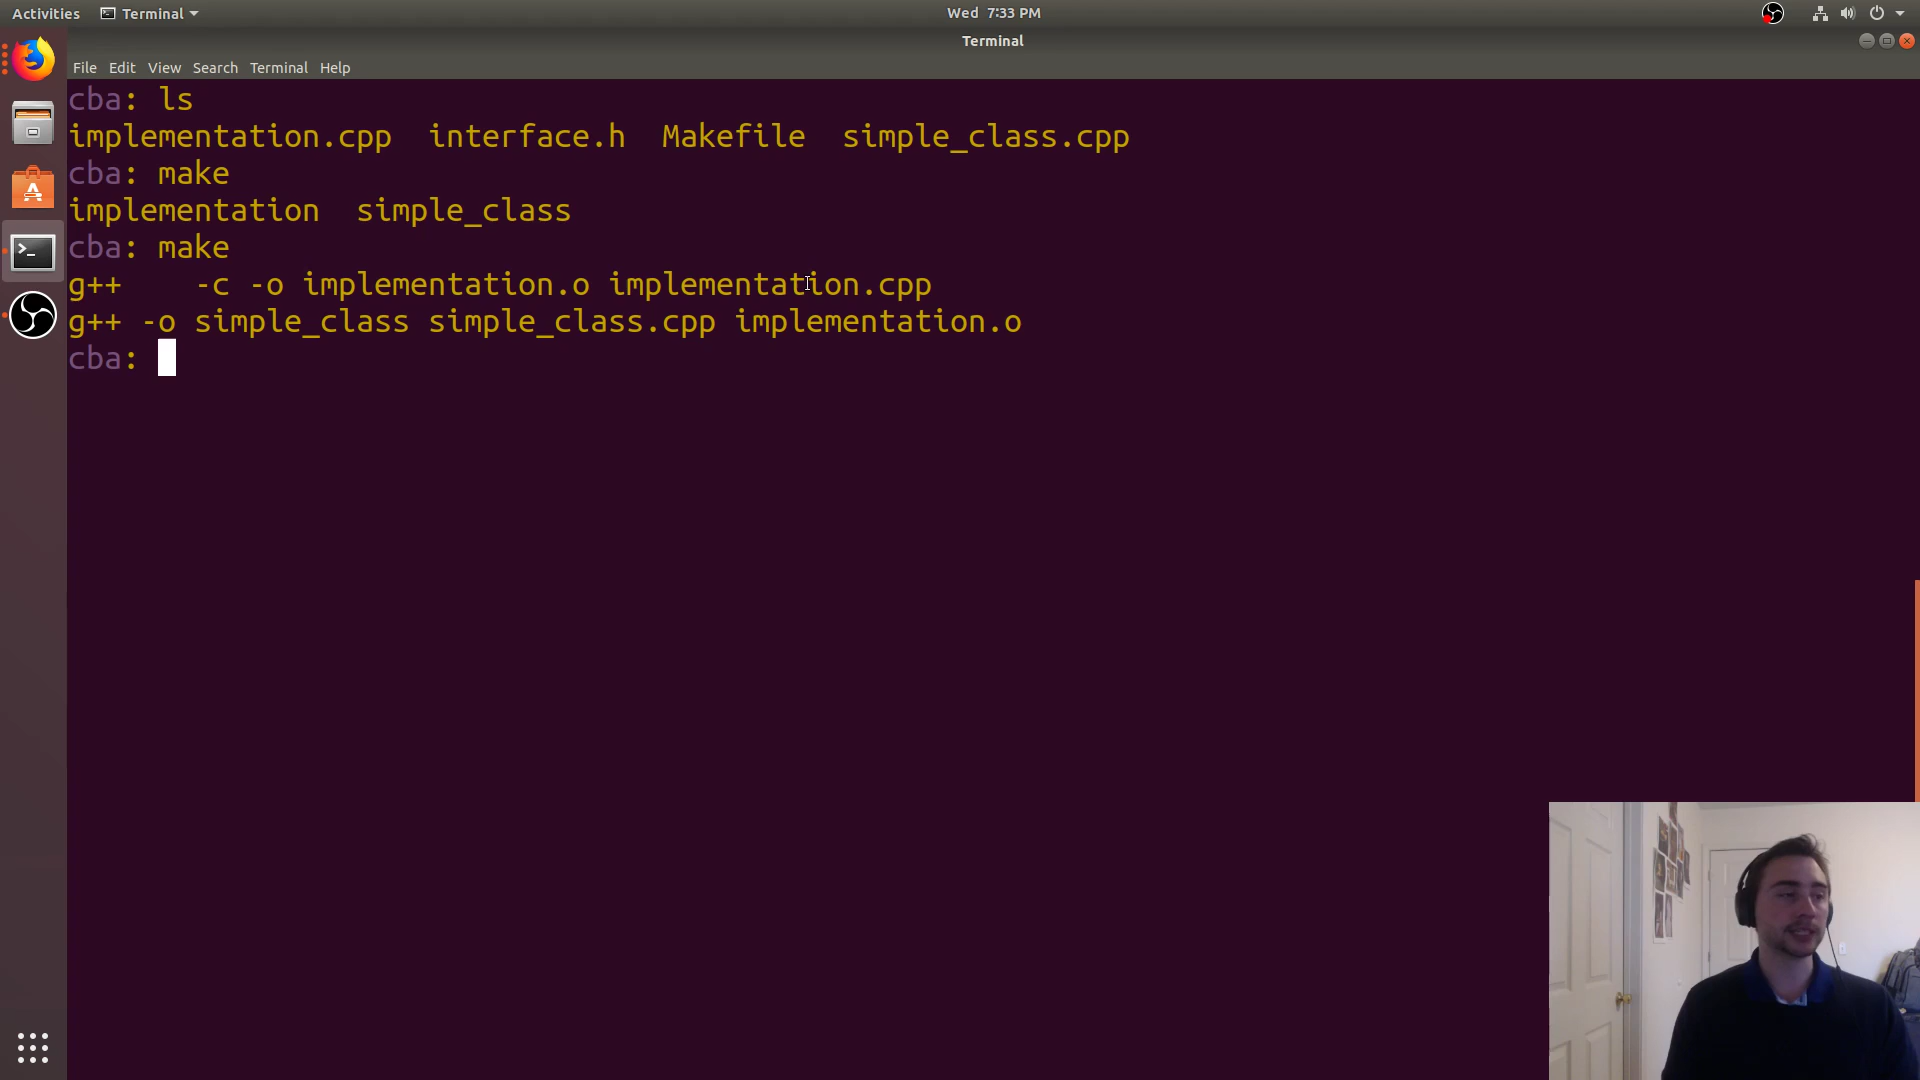 Activities Terminal Wed 7:33 PM
Terminal
File Edit View Search Terminal Help
cba: ls
implementation.cpp interface.h Makefile simple_class.cpp
cba: make
implementation simple_class
cba: make
g++ -c -o implementation.o implementation.cpp
g++ -o simple_class simple_class.cpp implementation.o
cba: